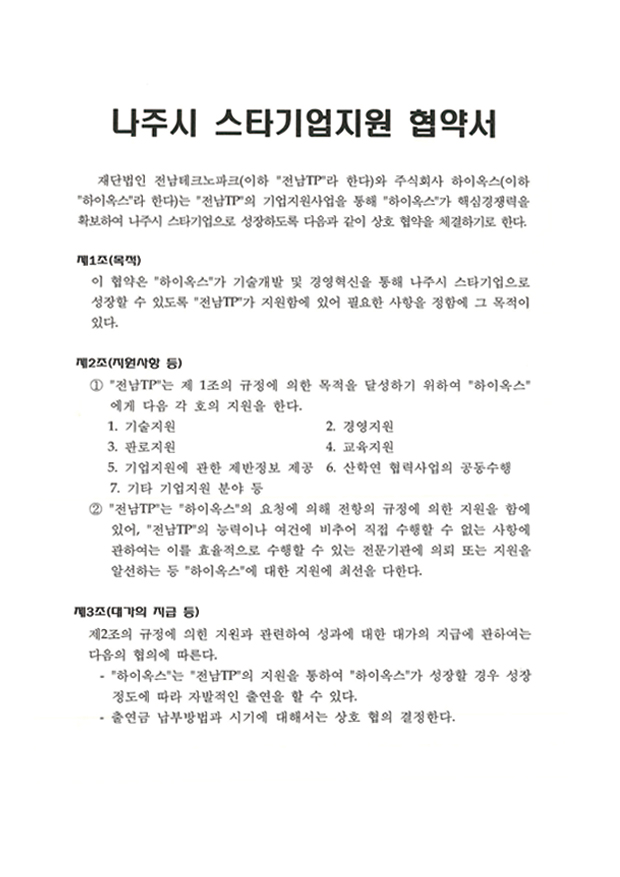 나주시 스타기업지원 협약서
재단법인 전남테크노파크(이하 "전남TP"라 한다)와 주식회사 하이옥스(이하
"하이옥스"라 한다)는 "전남TP"의 기업지원사업을 통해 "하이옥스"가 핵심경쟁력을
확보하여 나주시 스타기업으로 성장하도록 다음과 같이 상호 협약을 체결하기로 한다.
제1조(목적)
이 협약은 "하이옥스"가 기술개발 및 경영혁신을 통해 나주시 스타기업으로
성장할 수 있도록 "전남TP"가 지원함에 있어 필요한 사항을 정함에 그 목적이
있다.
제2조(지원사항 등)
① "전남TP"는 제 1조의 규정에 의한 목적을 달성하기 위하여 "하이옥스"
에게 다음 각 호의 지원을 한다.
1. 기술지원 2. 경영지원
3. 판로지원 4. 교육지원
5. 기업지원에 관한 제반정보 제공 6. 산학연 협력사업의 공동수행
7. 기타 기업지원 분야 등
② "전남TP"는 "하이옥스"의 요청에 의해 전항의 규정에 의한 지원을 함에
있어, "전남TP"의 능력이나 여건에 비추어 직접 수행할 수 없는 사항에
관하여는 이를 효율적으로 수행할 수 있는 전문기관에 의뢰 또는 지원을
알선하는 등 "하이옥스"에 대한 지원에 최선을 다한다.
제3조(대가의 지급 등)
제2조의 규정에 의한 지원과 관련하여 성과에 대한 대가의 지급에 관하여는
다음의 협의에 따른다.
- "하이옥스"는 "전남TP"의 지원을 통하여 "하이옥스"가 성장할 경우 성장
정도에 따라 자발적인 출연을 할 수 있다.
- 출연금 납부방법과 시기에 대해서는 상호 협의 결정한다.